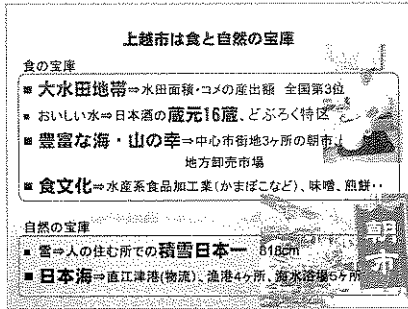 上越市は食と自然の宝庫
食の宝庫
■ 大水田地帯⇒水田面積・コメの産出額 全国第3位
■ おいしい水⇒日本酒の蔵元16蔵、どぶろく特区
■ 豊富な海・山の幸⇒中心市街地3ヶ所の朝市、
地方卸売市場
■ 食文化⇒水産系食品加工業(かまぼこなど)、味噌、煎餅‥
自然の宝庫
■ 雪⇒人の住む所での積雪日本一 818cm
■ 日本海⇒直江津港(物流)、漁港4ヶ所、海水浴場5ヶ所
朝市